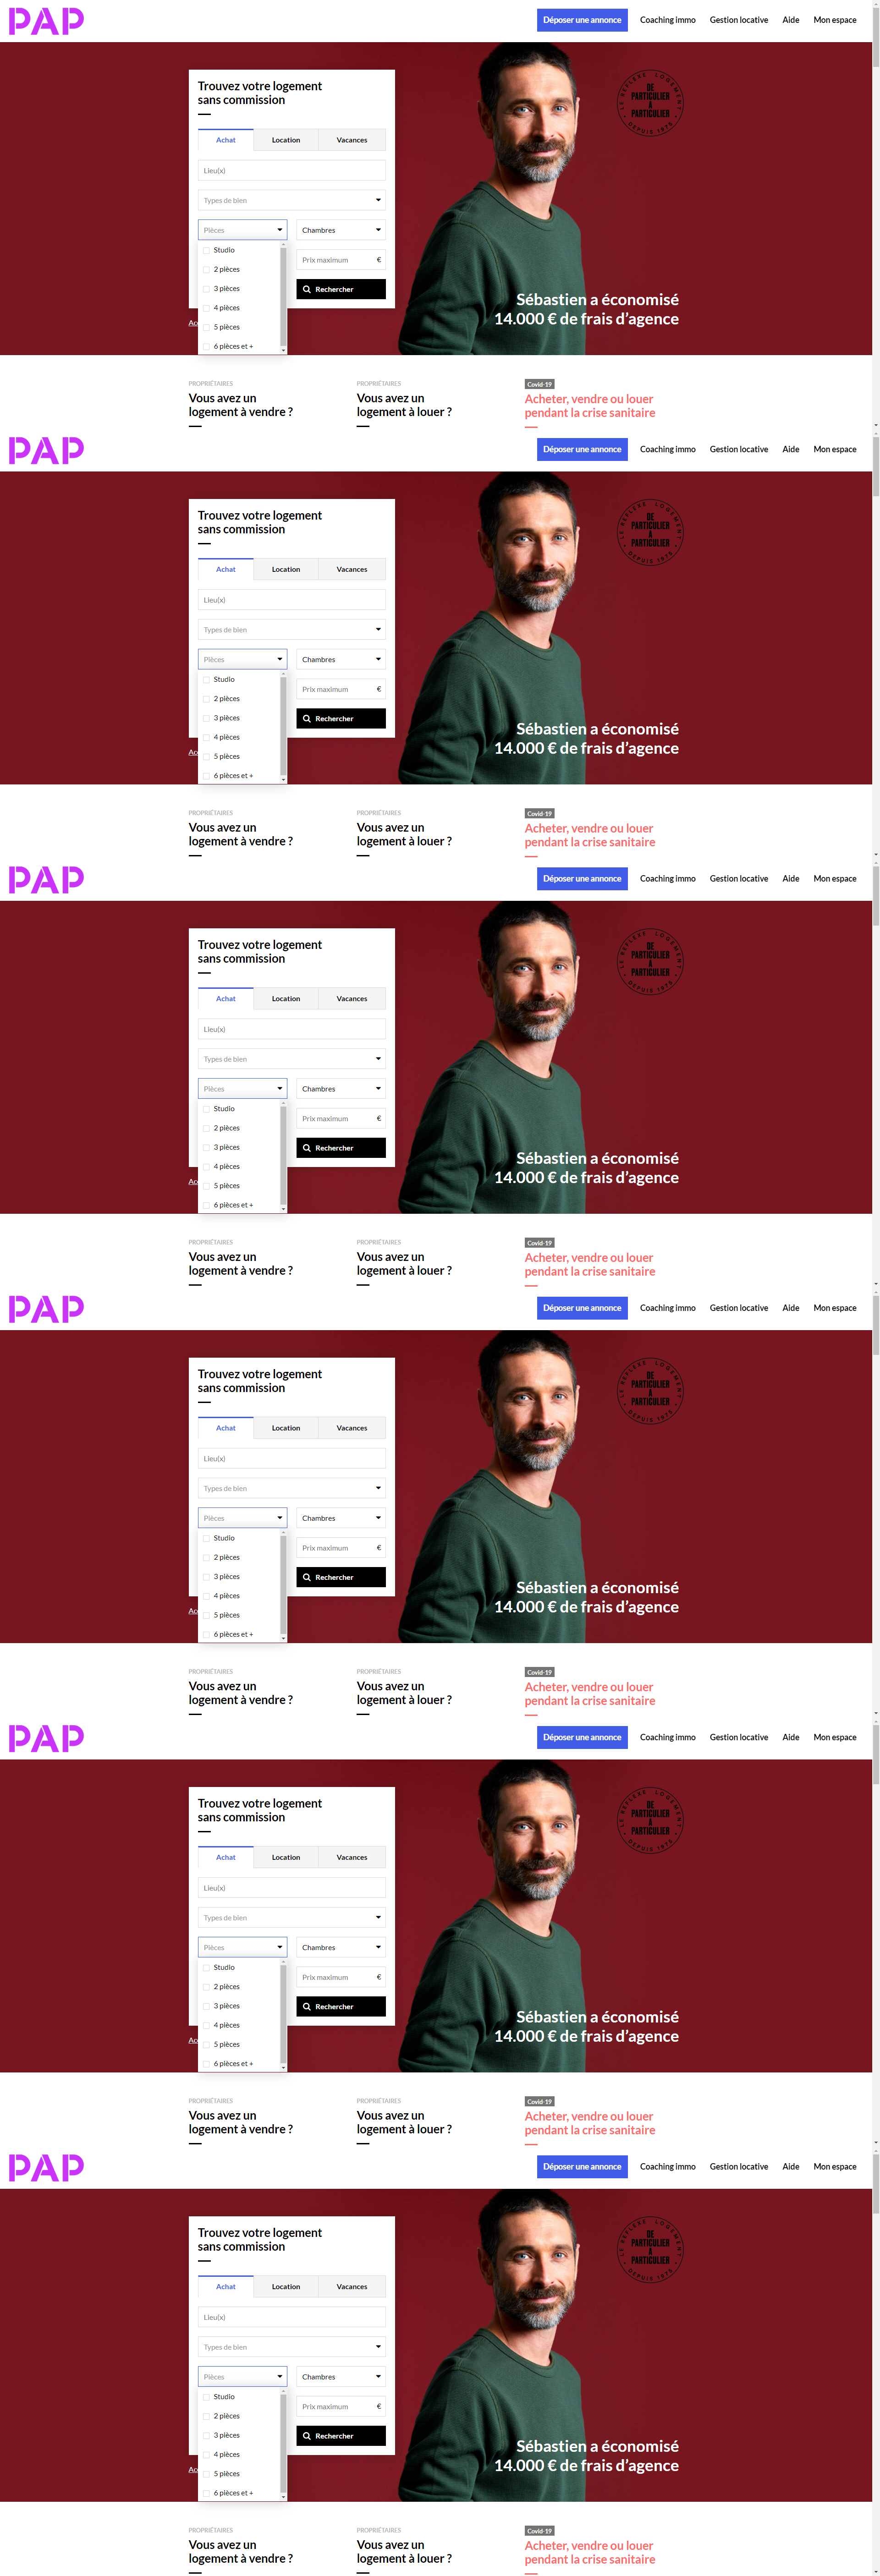 PAP
Déposer une annonce
Coaching immo
Gestion locative
Aide
Mon espace
Trouvez votre logement
sans commission
Achat
Location
Vacances
Lieu(x)
Types de bien
Pièces
Chambres
Studio
2 pièces
3 pièces
4 pièces
5 pièces
6 pièces et +
Prix maximum €
Rechercher
LE RÉFLEXE LOGEMENT
DE
PARTICULIER
À
PARTICULIER
DEPUIS 1975
Sébastien a économisé
14.000 € de frais d’agence
PROPRIÉTAIRES
Vous avez un
logement à vendre ?
PROPRIÉTAIRES
Vous avez un
logement à louer ?
Covid-19
Acheter, vendre ou louer
pendant la crise sanitaire
PAP
Déposer une annonce
Coaching immo
Gestion locative
Aide
Mon espace
Trouvez votre logement
sans commission
Achat
Location
Vacances
Lieu(x)
Types de bien
Pièces
Chambres
Studio
2 pièces
3 pièces
4 pièces
5 pièces
6 pièces et +
Prix maximum €
Rechercher
LE RÉFLEXE LOGEMENT
DE
PARTICULIER
À
PARTICULIER
DEPUIS 1975
Sébastien a économisé
14.000 € de frais d’agence
PROPRIÉTAIRES
Vous avez un
logement à vendre ?
PROPRIÉTAIRES
Vous avez un
logement à louer ?
Covid-19
Acheter, vendre ou louer
pendant la crise sanitaire
PAP
Déposer une annonce
Coaching immo
Gestion locative
Aide
Mon espace
Trouvez votre logement
sans commission
Achat
Location
Vacances
Lieu(x)
Types de bien
Pièces
Chambres
Studio
2 pièces
3 pièces
4 pièces
5 pièces
6 pièces et +
Prix maximum €
Rechercher
LE RÉFLEXE LOGEMENT
DE
PARTICULIER
À
PARTICULIER
DEPUIS 1975
Sébastien a économisé
14.000 € de frais d’agence
PROPRIÉTAIRES
Vous avez un
logement à vendre ?
PROPRIÉTAIRES
Vous avez un
logement à louer ?
Covid-19
Acheter, vendre ou louer
pendant la crise sanitaire
PAP
Déposer une annonce
Coaching immo
Gestion locative
Aide
Mon espace
Trouvez votre logement
sans commission
Achat
Location
Vacances
Lieu(x)
Types de bien
Pièces
Chambres
Studio
2 pièces
3 pièces
4 pièces
5 pièces
6 pièces et +
Prix maximum €
Rechercher
LE RÉFLEXE LOGEMENT
DE
PARTICULIER
À
PARTICULIER
DEPUIS 1975
Sébastien a économisé
14.000 € de frais d’agence
PROPRIÉTAIRES
Vous avez un
logement à vendre ?
PROPRIÉTAIRES
Vous avez un
logement à louer ?
Covid-19
Acheter, vendre ou louer
pendant la crise sanitaire
PAP
Déposer une annonce
Coaching immo
Gestion locative
Aide
Mon espace
Trouvez votre logement
sans commission
Achat
Location
Vacances
Lieu(x)
Types de bien
Pièces
Chambres
Studio
2 pièces
3 pièces
4 pièces
5 pièces
6 pièces et +
Prix maximum €
Rechercher
LE RÉFLEXE LOGEMENT
DE
PARTICULIER
À
PARTICULIER
DEPUIS 1975
Sébastien a économisé
14.000 € de frais d’agence
PROPRIÉTAIRES
Vous avez un
logement à vendre ?
PROPRIÉTAIRES
Vous avez un
logement à louer ?
Covid-19
Acheter, vendre ou louer
pendant la crise sanitaire
PAP
Déposer une annonce
Coaching immo
Gestion locative
Aide
Mon espace
Trouvez votre logement
sans commission
Achat
Location
Vacances
Lieu(x)
Types de bien
Pièces
Chambres
Studio
2 pièces
3 pièces
4 pièces
5 pièces
6 pièces et +
Prix maximum €
Rechercher
LE RÉFLEXE LOGEMENT
DE
PARTICULIER
À
PARTICULIER
DEPUIS 1975
Sébastien a économisé
14.000 € de frais d’agence
PROPRIÉTAIRES
Vous avez un
logement à vendre ?
PROPRIÉTAIRES
Vous avez un
logement à louer ?
Covid-19
Acheter, vendre ou louer
pendant la crise sanitaire